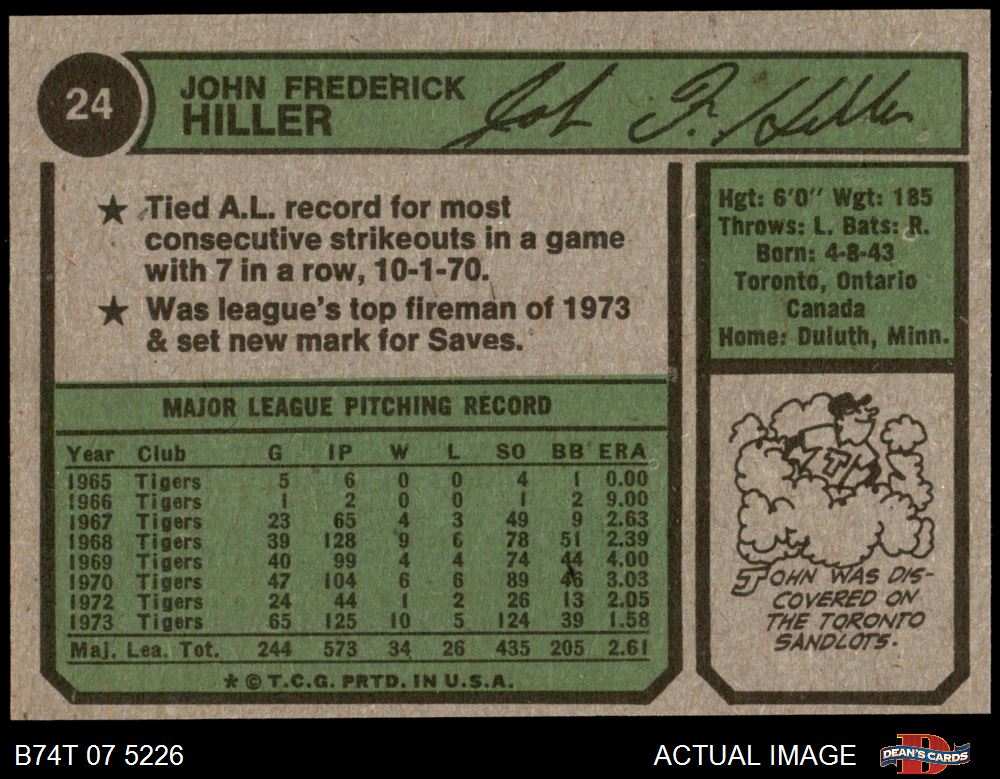 24
JOHN FREDERICK
HILLER
John F. Hiller
★ Tied A.L. record for most
consecutive strikeouts in a game
with 7 in a row, 10-1-70.
★ Was league's top fireman of 1973
& set new mark for Saves.
Hgt: 6'0" Wgt: 185
Throws: L. Bats: R.
Born: 4-8-43
Toronto, Ontario
Canada
Home: Duluth, Minn.
MAJOR LEAGUE PITCHING RECORD
Year Club G IP W L SO BB ERA
1965 Tigers 5 6 0 0 4 1 0.00
1966 Tigers 1 2 0 0 1 2 9.00
1967 Tigers 23 65 4 3 49 9 2.63
1968 Tigers 39 128 9 6 78 51 2.39
1969 Tigers 40 99 4 4 74 44 4.00
1970 Tigers 47 104 6 6 89 46 3.03
1972 Tigers 24 44 1 2 26 13 2.05
1973 Tigers 65 125 10 5 124 39 1.58
Maj. Lea. Tot. 244 573 34 26 435 205 2.61
* © T.C.G. PRTD. IN U.S.A.
JOHN WAS DIS-
COVERED ON
THE TORONTO
SANDLOTS.
B74T 07 5226
ACTUAL IMAGE
DEAN'S CARDS